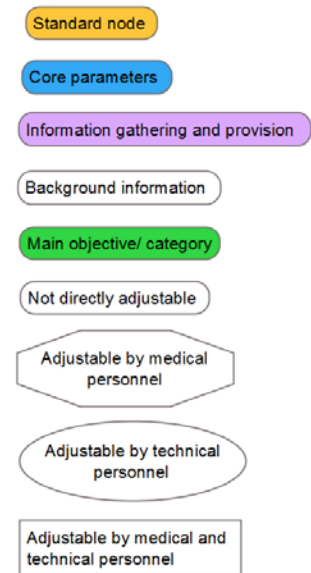 Standard node
Core parameters
Information gathering and provision
Background information
Main objective/ category
Not directly adjustable
Adjustable by medical
personnel
Adjustable by technical
personnel
Adjustable by medical and
technical personnel